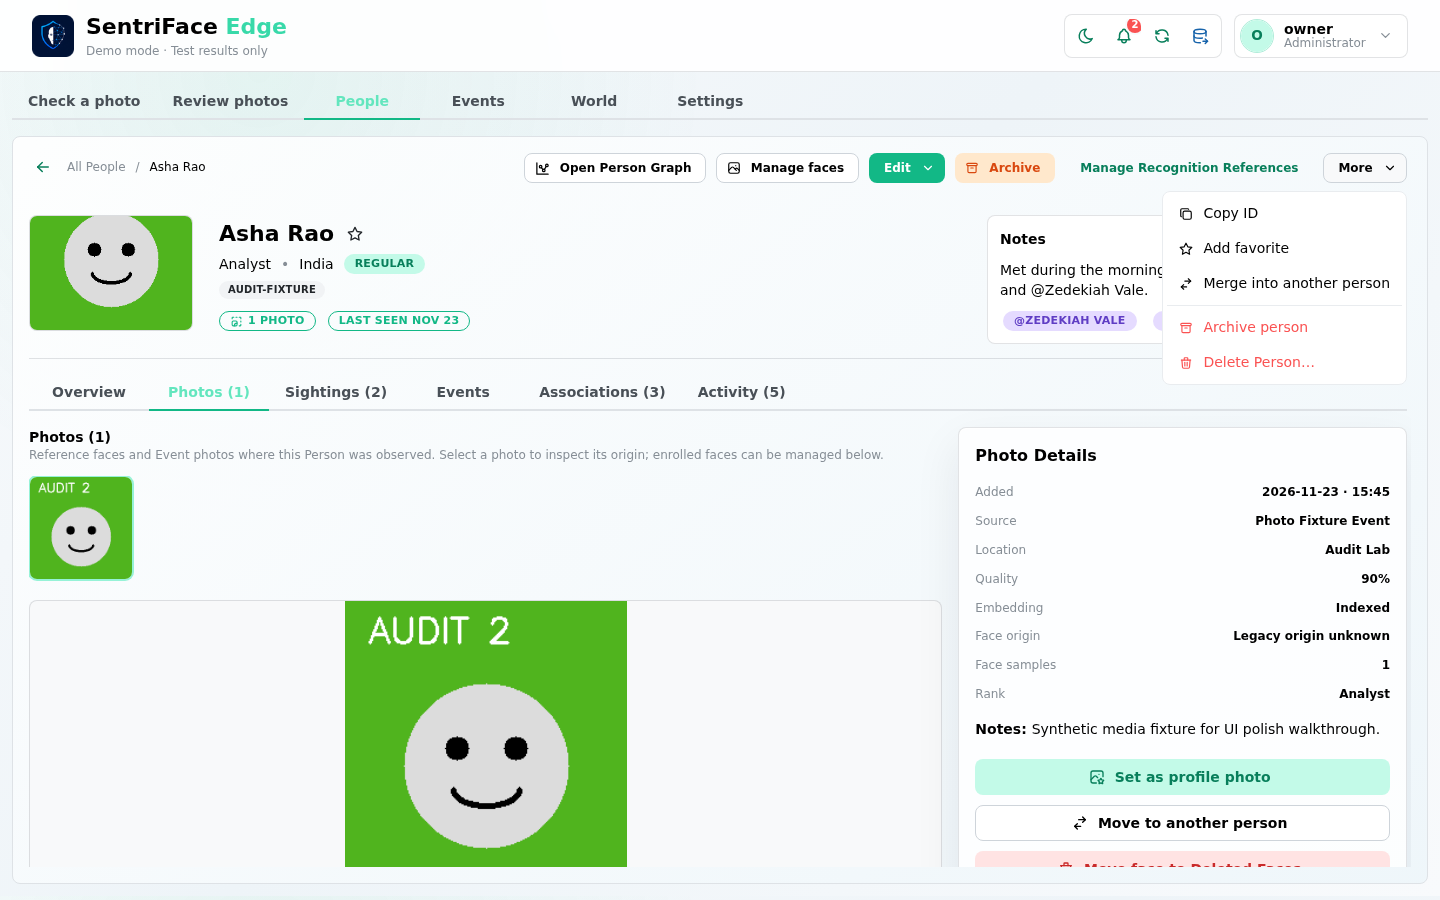 SentriFace Edge
Demo mode · Test results only
2
O
owner
Administrator
Check a photo
Review photos
People
Events
World
Settings
All People / Asha Rao
Open Person Graph
Manage faces
Edit
Archive
Manage Recognition References
More
Copy ID
Add favorite
Merge into another person
Archive person
Delete Person…
Asha Rao
Analyst • India REGULAR
AUDIT-FIXTURE
1 PHOTO LAST SEEN NOV 23
Notes
Met during the morning
and @Zedekiah Vale.
@ZEDEKIAH VALE
Overview
Photos (1)
Sightings (2)
Events
Associations (3)
Activity (5)
Photos (1)
Reference faces and Event photos where this Person was observed. Select a photo to inspect its origin; enrolled faces can be managed below.
AUDIT 2
AUDIT 2
Photo Details
Added 2026-11-23 · 15:45
Source Photo Fixture Event
Location Audit Lab
Quality 90%
Embedding Indexed
Face origin Legacy origin unknown
Face samples 1
Rank Analyst
Notes: Synthetic media fixture for UI polish walkthrough.
Set as profile photo
Move to another person
Move face to Deleted Faces